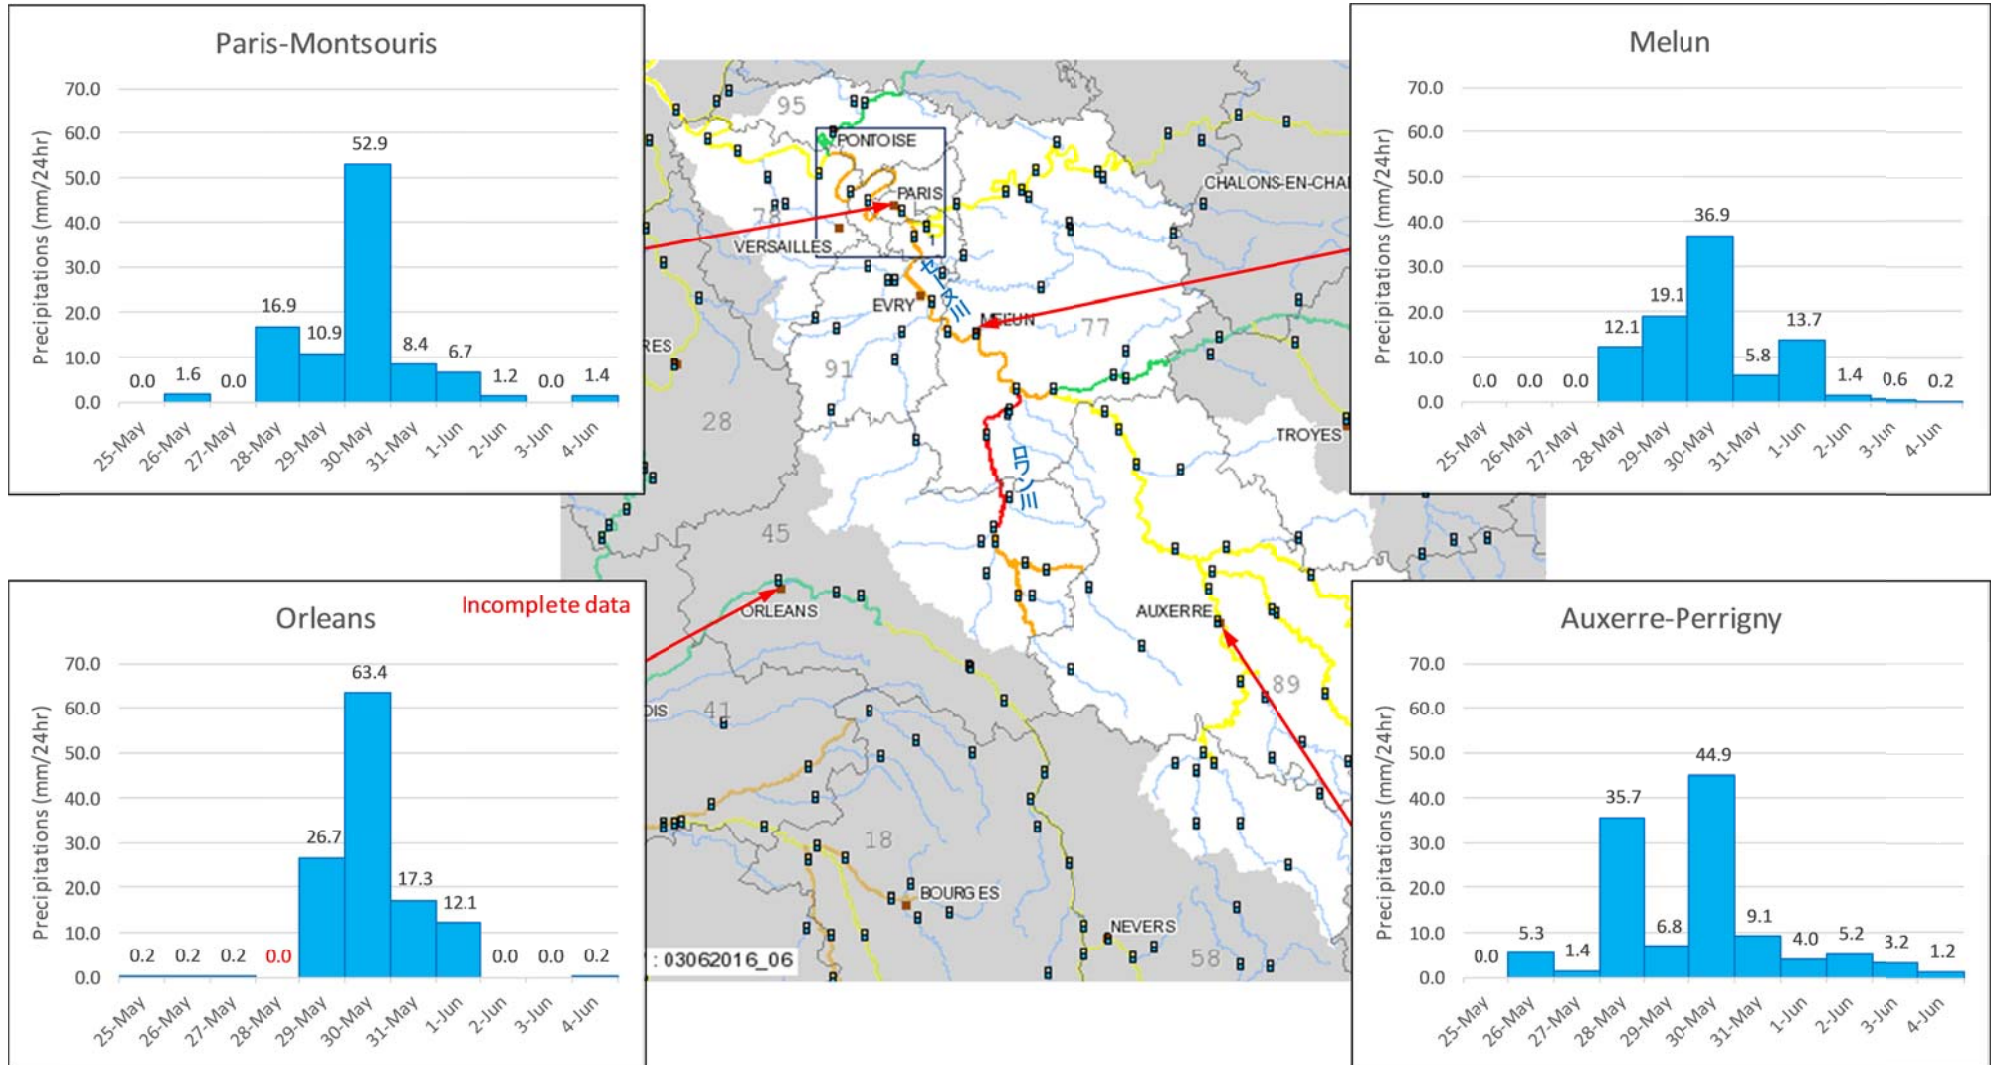 Paris-Montsouris
Precipitations (mm/24hr)
70.0
60.0
50.0
40.0
30.0
20.0
10.0
0.0
0.0
1.6
0.0
16.9
10.9
52.9
8.4
6.7
1.2
0.0
1.4
25-May
26-May
27-May
28-May
29-May
30-May
31-May
1-Jun
2-Jun
3-Jun
4-Jun
Melun
Precipitations (mm/24hr)
70.0
60.0
50.0
40.0
30.0
20.0
10.0
0.0
0.0
0.0
0.0
12.1
19.1
36.9
5.8
13.7
1.4
0.6
0.2
25-May
26-May
27-May
28-May
29-May
30-May
31-May
1-Jun
2-Jun
3-Jun
4-Jun
95
PONTOISE
PARIS
CHALONS-EN-CHAI
78
VERSAILLES
1
セーヌ川
EVRY
MELUN
77
RES
91
28
TROYES
ロワン川
45
ORLEANS
AUXERRE
89
OIS
41
18
BOURGES
NEVERS
58
: 03062016_06
Orleans
Incomplete data
Precipitations (mm/24hr)
70.0
60.0
50.0
40.0
30.0
20.0
10.0
0.0
0.2
0.2
0.2
0.0
26.7
63.4
17.3
12.1
0.0
0.0
0.2
25-May
26-May
27-May
28-May
29-May
30-May
31-May
1-Jun
2-Jun
3-Jun
4-Jun
Auxerre-Perrigny
Precipitations (mm/24hr)
70.0
60.0
50.0
40.0
30.0
20.0
10.0
0.0
0.0
5.3
1.4
35.7
6.8
44.9
9.1
4.0
5.2
3.2
1.2
25-May
26-May
27-May
28-May
29-May
30-May
31-May
1-Jun
2-Jun
3-Jun
4-Jun